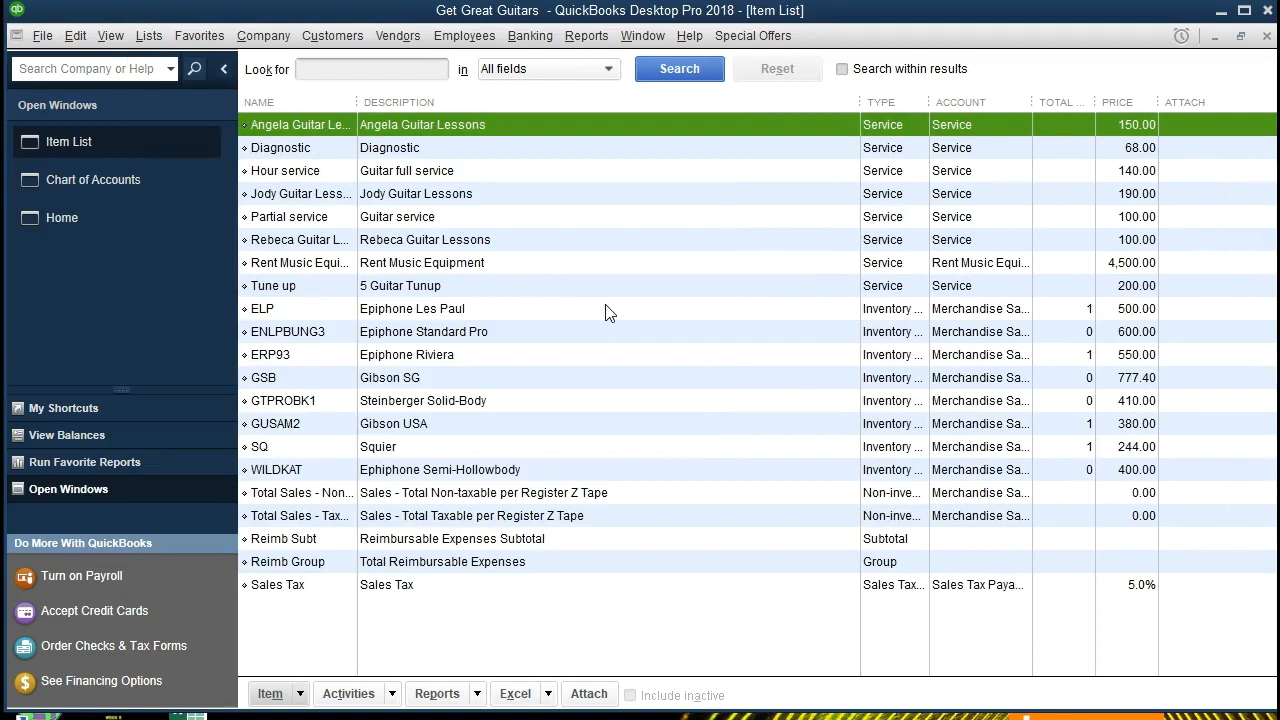 Get Great Guitars - QuickBooks Desktop Pro 2018 - [Item List]
File Edit View Lists Favorites Company Customers Vendors Employees Banking Reports Window Help Special Offers
Search Company or Help
Look for in All fields Search Reset Search within results
Open Windows
Item List
Chart of Accounts
Home
My Shortcuts
View Balances
Run Favorite Reports
Open Windows
Do More With QuickBooks
Turn on Payroll
Accept Credit Cards
Order Checks & Tax Forms
See Financing Options
NAME DESCRIPTION TYPE ACCOUNT TOTAL ... PRICE ATTACH
Angela Guitar Le... Angela Guitar Lessons Service Service 150.00
Diagnostic Diagnostic Service Service 68.00
Hour service Guitar full service Service Service 140.00
Jody Guitar Less... Jody Guitar Lessons Service Service 190.00
Partial service Guitar service Service Service 100.00
Rebeca Guitar L... Rebeca Guitar Lessons Service Service 100.00
Rent Music Equi... Rent Music Equipment Service Rent Music Equi... 4,500.00
Tune up 5 Guitar Tunup Service Service 200.00
ELP Epiphone Les Paul Inventory ... Merchandise Sa... 1 500.00
ENLPBUNG3 Epiphone Standard Pro Inventory ... Merchandise Sa... 0 600.00
ERP93 Epiphone Riviera Inventory ... Merchandise Sa... 1 550.00
GSB Gibson SG Inventory ... Merchandise Sa... 0 777.40
GTPROBK1 Steinberger Solid-Body Inventory ... Merchandise Sa... 0 410.00
GUSAM2 Gibson USA Inventory ... Merchandise Sa... 1 380.00
SQ Squier Inventory ... Merchandise Sa... 1 244.00
WILDKAT Ephiphone Semi-Hollowbody Inventory ... Merchandise Sa... 0 400.00
Total Sales - Non... Sales - Total Non-taxable per Register Z Tape Non-inve... Merchandise Sa... 0.00
Total Sales - Tax... Sales - Total Taxable per Register Z Tape Non-inve... Merchandise Sa... 0.00
Reimb Subt Reimbursable Expenses Subtotal Subtotal
Reimb Group Total Reimbursable Expenses Group
Sales Tax Sales Tax Sales Tax... Sales Tax Paya... 5.0%
Item Activities Reports Excel Attach Include inactive